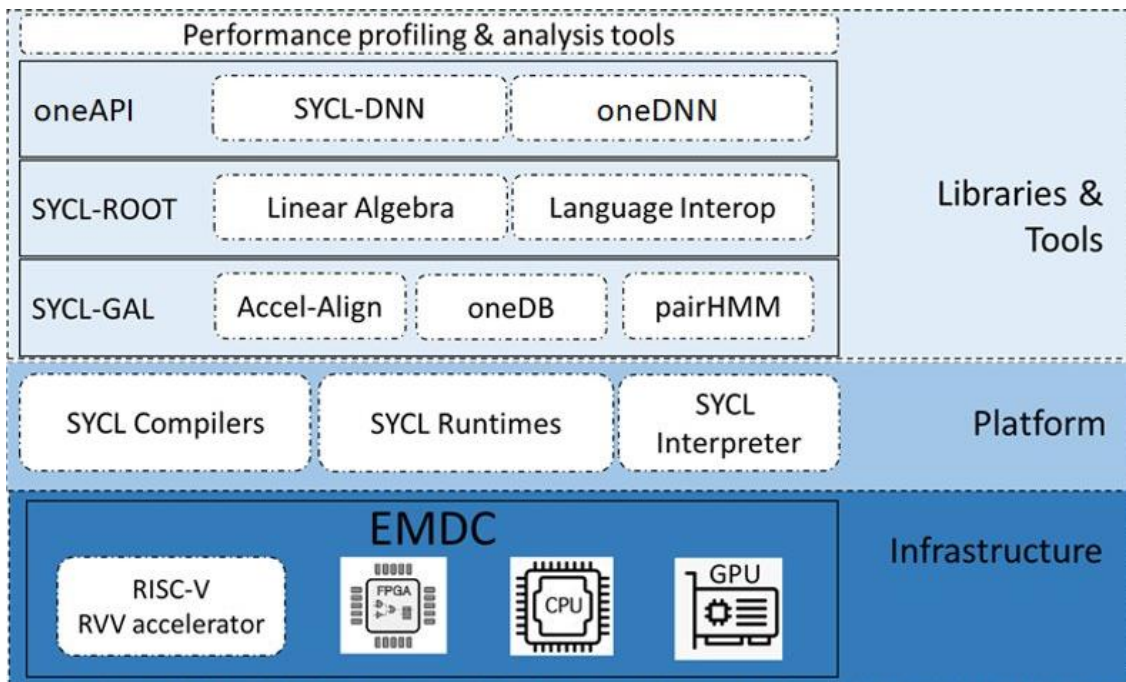 Performance profiling & analysis tools
oneAPI
SYCL-DNN
oneDNN
SYCL-ROOT
Linear Algebra
Language Interop
SYCL-GAL
Accel-Align
oneDB
pairHMM
Libraries &
Tools
SYCL Compilers
SYCL Runtimes
SYCL
Interpreter
Platform
EMDC
RISC-V
RVV accelerator
FPGA
CPU
GPU
Infrastructure